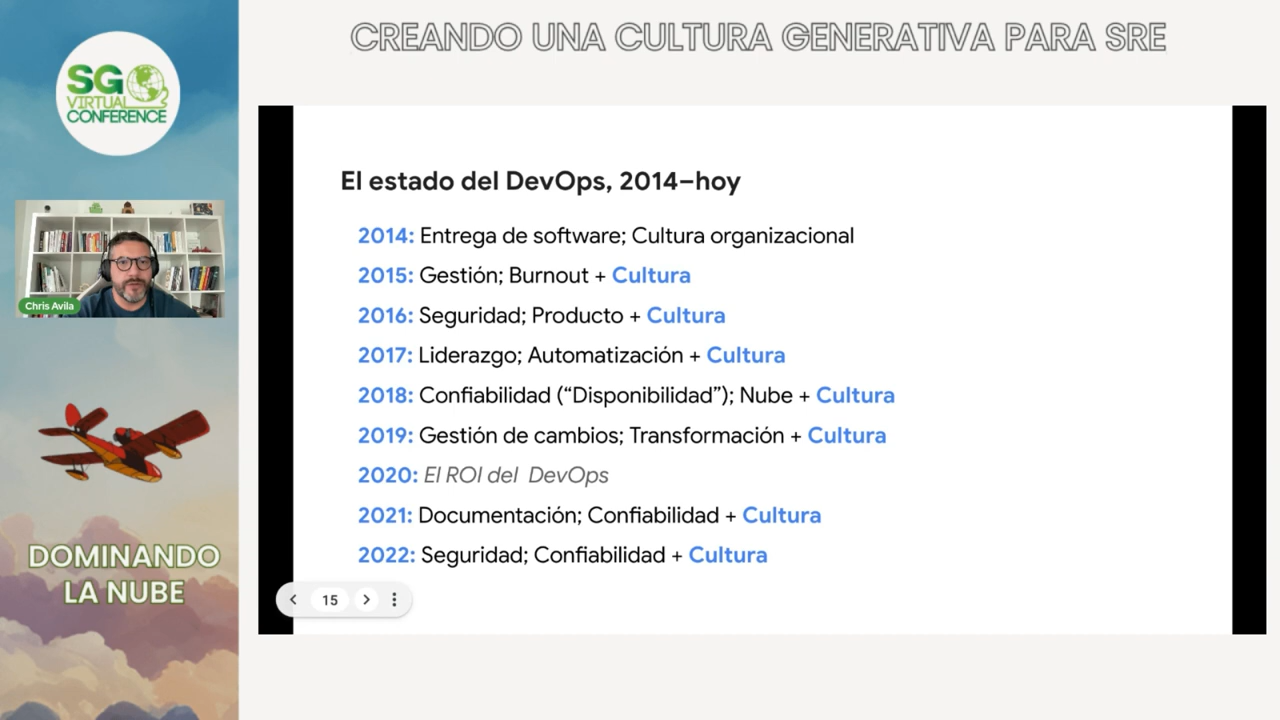 CREANDO UNA CULTURA GENERATIVA PARA SRE
SG
VIRTUAL
CONFERENCE
Chris Avila
DOMINANDO
LA NUBE
El estado del DevOps, 2014–hoy
2014: Entrega de software; Cultura organizacional
2015: Gestión; Burnout + Cultura
2016: Seguridad; Producto + Cultura
2017: Liderazgo; Automatización + Cultura
2018: Confiabilidad (“Disponibilidad”); Nube + Cultura
2019: Gestión de cambios; Transformación + Cultura
2020: El ROI del DevOps
2021: Documentación; Confiabilidad + Cultura
2022: Seguridad; Confiabilidad + Cultura
15